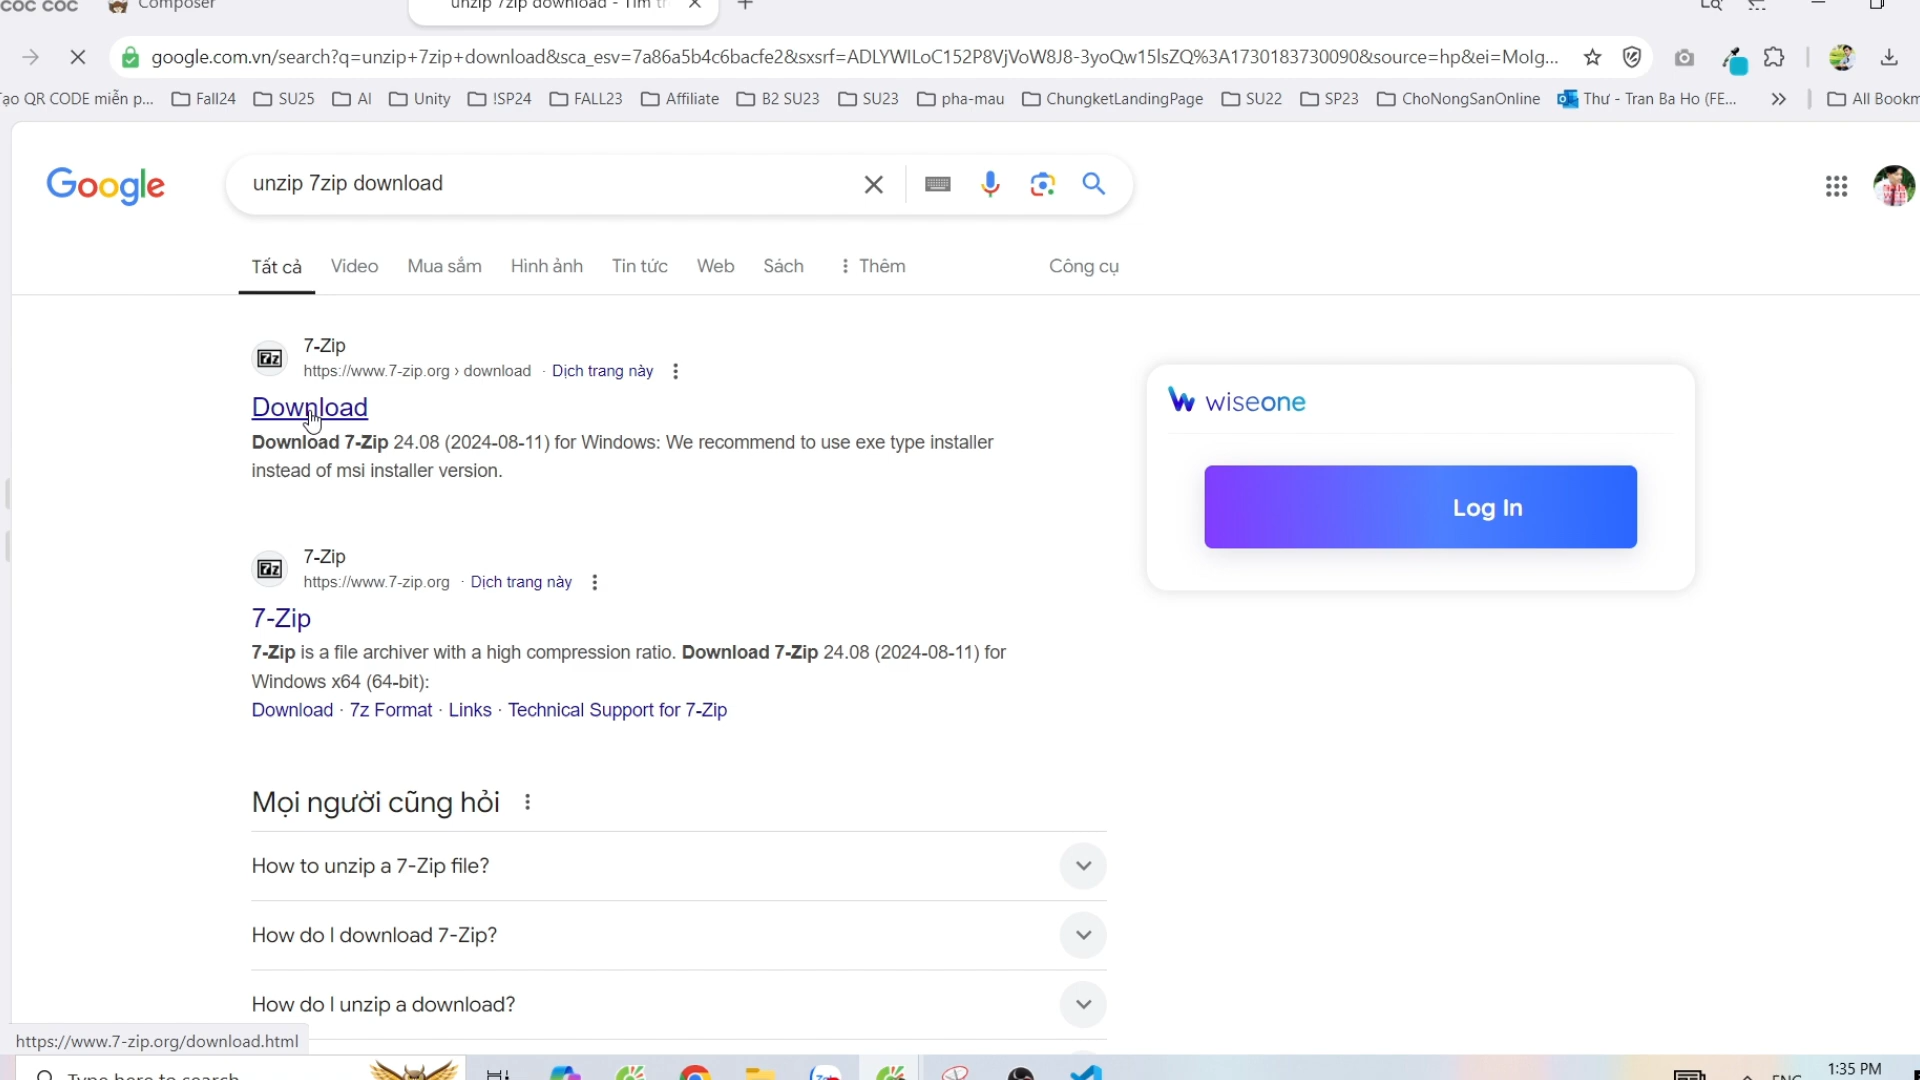 CỐC CỐC
Composer
unzip 7zip download - Tìm
google.com.vn/search?q=unzip+7zip+download&sca_esv=7a86a5b4c6bacfe2&sxsrf=ADLYWILoC152P8VjVoW8J8-3yoQw15lsZQ%3A1730183730090&source=hp&ei=Molg...
QR CODE miễn p...
Fall24
SU25
AI
Unity
!SP24
FALL23
Affiliate
B2 SU23
SU23
pha-mau
ChungketLandingPage
SU22
SP23
ChoNongSanOnline
Thư - Tran Ba Ho (FE...
All Bookm
Google
unzip 7zip download
Tất cả
Video
Mua sắm
Hình ảnh
Tin tức
Web
Sách
Thêm
Công cụ
7-Zip
https://www.7-zip.org › download · Dịch trang này
Download
Download 7-Zip 24.08 (2024-08-11) for Windows: We recommend to use exe type installer
instead of msi installer version.
wiseone
Log In
7-Zip
https://www.7-zip.org · Dịch trang này
7-Zip
7-Zip is a file archiver with a high compression ratio. Download 7-Zip 24.08 (2024-08-11) for
Windows x64 (64-bit):
Download · 7z Format · Links · Technical Support for 7-Zip
Mọi người cũng hỏi
How to unzip a 7-Zip file?
How do I download 7-Zip?
How do I unzip a download?
https://www.7-zip.org/download.html
Type here to search
ENG
1:35 PM